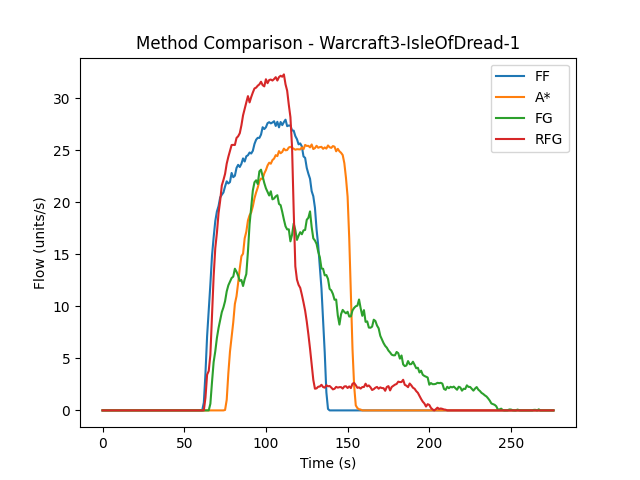 Method Comparison - Warcraft3-IsleOfDread-1
FF
A*
FG
RFG
30
25
20
15
10
5
0
Flow (units/s)
0 50 100 150 200 250
Time (s)